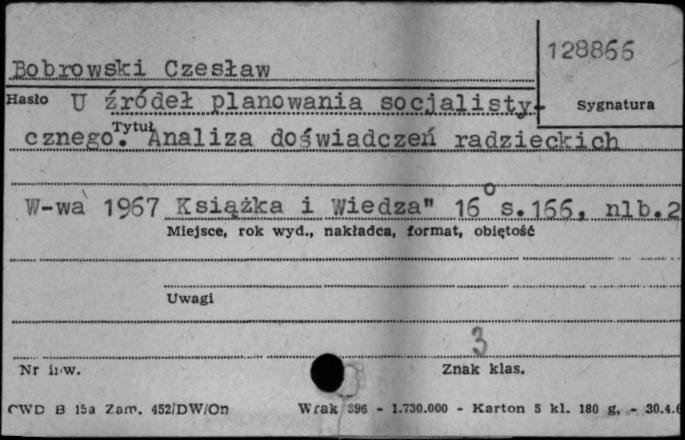 128866
Bobrowski Czesław
Hasło U źródeł planowania socjalisty- Sygnatura
Tytuł
cznego. Analiza doświadczeń radzieckich
W-wa 1967 Książka i Wiedza" 16° s.166, nlb.2
Miejsce, rok wyd., nakładca, format, objętość
Uwagi
3
Nr inw. Znak klas.
CWD B 15a Zam. 452/DW/On Wrak 396 - 1.730.000 - Karton 5 kl. 180 g. - 30.4.6